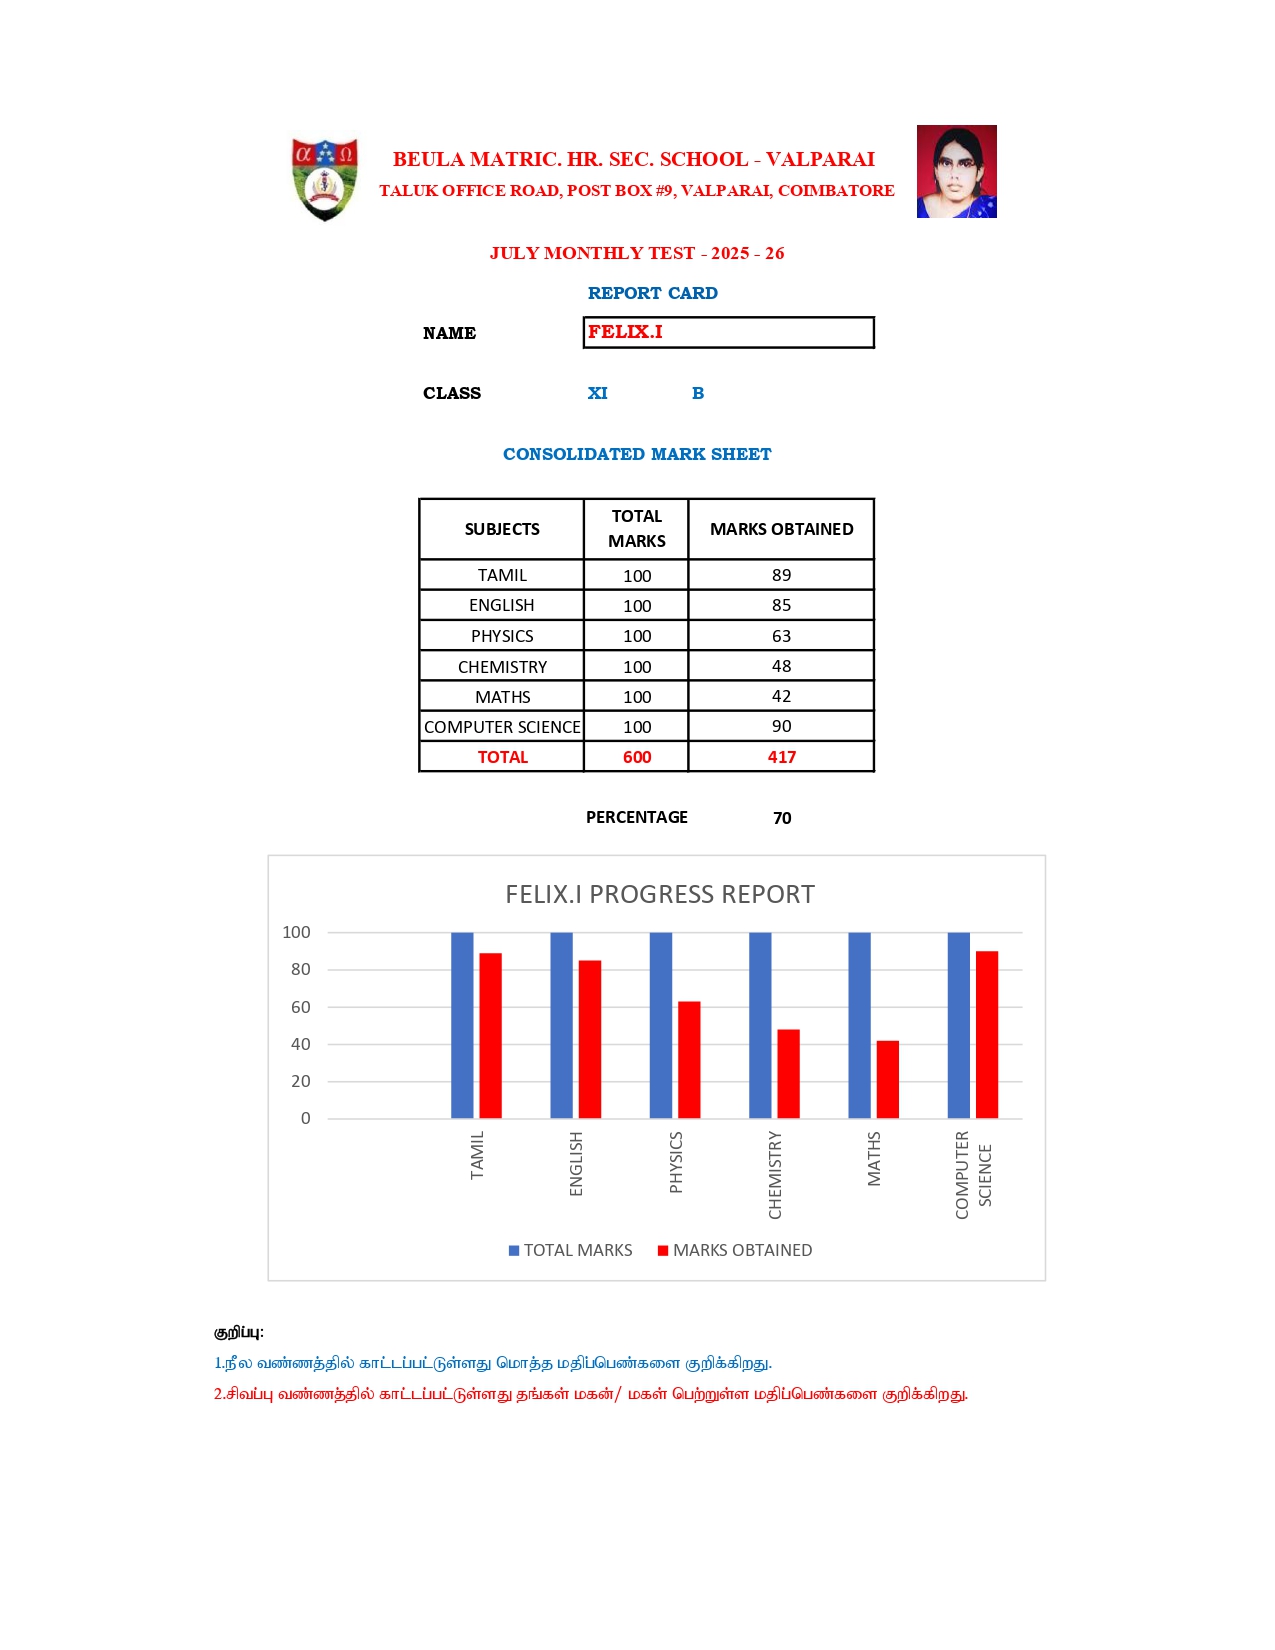 α Ω
BEULA MATRIC. HR. SEC. SCHOOL - VALPARAI
TALUK OFFICE ROAD, POST BOX #9, VALPARAI, COIMBATORE
JULY MONTHLY TEST - 2025 - 26
REPORT CARD
NAME FELIX.I
CLASS XI B
CONSOLIDATED MARK SHEET
SUBJECTS TOTAL MARKS MARKS OBTAINED
TAMIL 100 89
ENGLISH 100 85
PHYSICS 100 63
CHEMISTRY 100 48
MATHS 100 42
COMPUTER SCIENCE 100 90
TOTAL 600 417
PERCENTAGE 70
FELIX.I PROGRESS REPORT
100
80
60
40
20
0
TAMIL ENGLISH PHYSICS CHEMISTRY MATHS COMPUTER SCIENCE
TOTAL MARKS MARKS OBTAINED
குறிப்பு:
1.நீல வண்ணத்தில் காட்டப்பட்டுள்ளது மொத்த மதிப்பெண்களை குறிக்கிறது.
2.சிவப்பு வண்ணத்தில் காட்டப்பட்டுள்ளது தங்கள் மகன்/ மகள் பெற்றுள்ள மதிப்பெண்களை குறிக்கிறது.